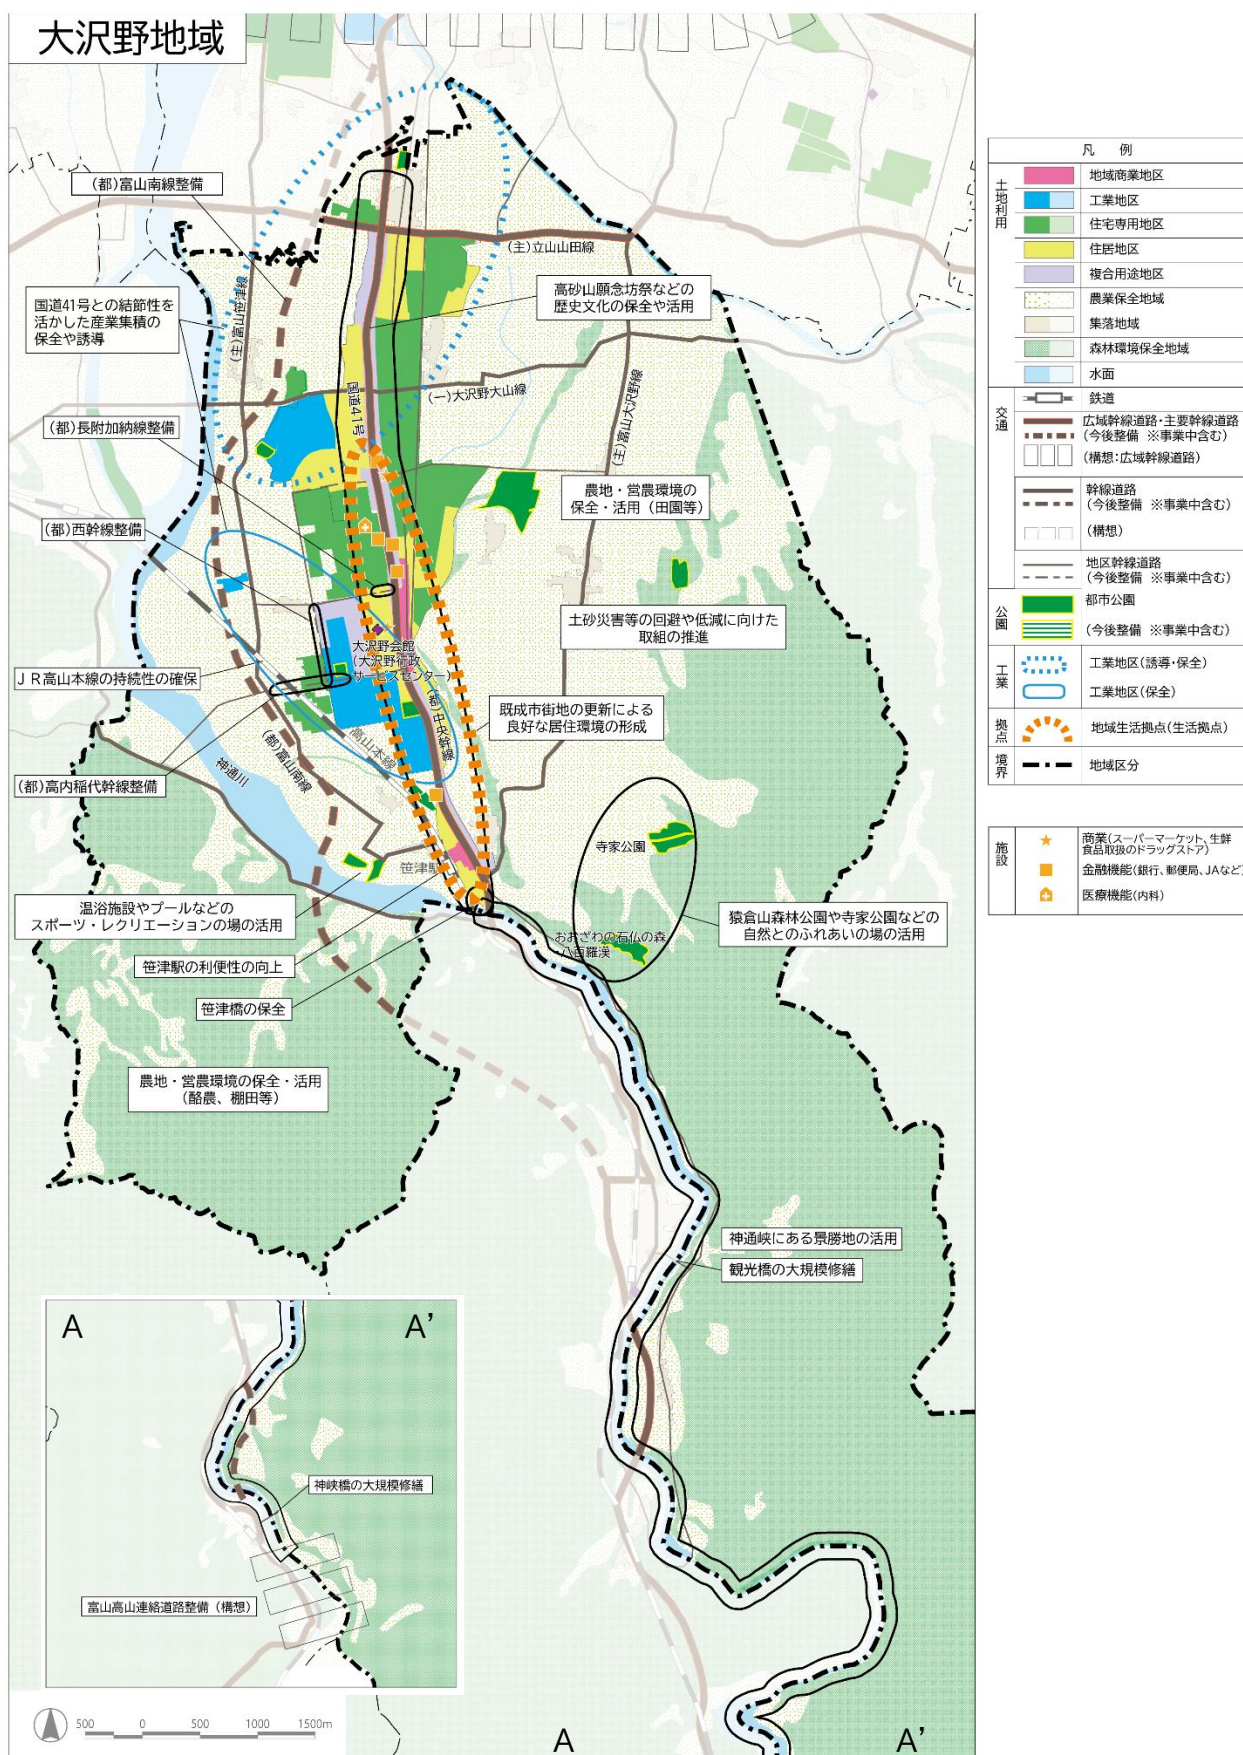 大沢野地域
(都)富山南線整備
国道41号との結節性を
活かした産業集積の
保全や誘導
(主)富山笹津線
(主)立山山田線
高砂山願念坊祭などの
歴史文化の保全や活用
国道41号
(一)大沢野大山線
(主)富山大沢野線
(都)長附加納線整備
農地・営農環境の
保全・活用(田園等)
(都)西幹線整備
土砂災害等の回避や低減に向けた
取組の推進
大沢野会館
(大沢野行政
サービスセンター)
JR高山本線の持続性の確保
既成市街地の更新による
良好な居住環境の形成
(都)中央幹線
高山本線
(都)富山南線
神通川
(都)高内稲代幹線整備
寺家公園
笹津駅
温浴施設やプールなどの
スポーツ・レクリエーションの場の活用
猿倉山森林公園や寺家公園などの
自然とのふれあいの場の活用
おおざわの石仏の森
八百羅漢
笹津駅の利便性の向上
笹津橋の保全
農地・営農環境の保全・活用
(酪農、棚田等)
神通峡にある景勝地の活用
観光橋の大規模修繕
A
A’
神峡橋の大規模修繕
富山高山連絡道路整備(構想)
500 0 500 1000 1500m
A
A’
凡 例
土地利用
地域商業地区
工業地区
住宅専用地区
住居地区
複合用途地区
農業保全地域
集落地域
森林環境保全地域
水面
交通
鉄道
広域幹線道路・主要幹線道路
(今後整備 ※事業中含む)
(構想:広域幹線道路)
幹線道路
(今後整備 ※事業中含む)
(構想)
地区幹線道路
(今後整備 ※事業中含む)
公園
都市公園
(今後整備 ※事業中含む)
工業
工業地区(誘導・保全)
工業地区(保全)
拠点
地域生活拠点(生活拠点)
境界
地域区分
施設
商業(スーパーマーケット、生鮮
食品取扱のドラッグストア)
金融機能(銀行、郵便局、JAなど)
医療機能(内科)